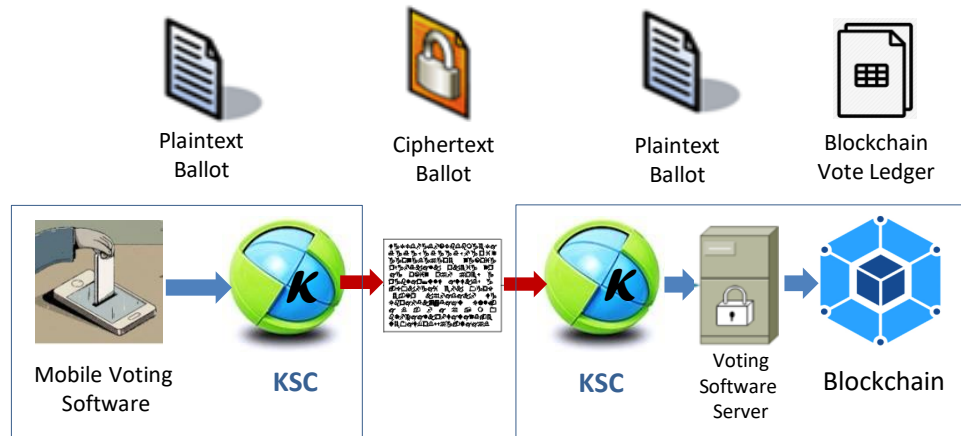 Plaintext
Ballot
Ciphertext
Ballot
Plaintext
Ballot
Blockchain
Vote Ledger
K
K
Mobile Voting
Software
KSC
KSC
Voting
Software
Server
Blockchain